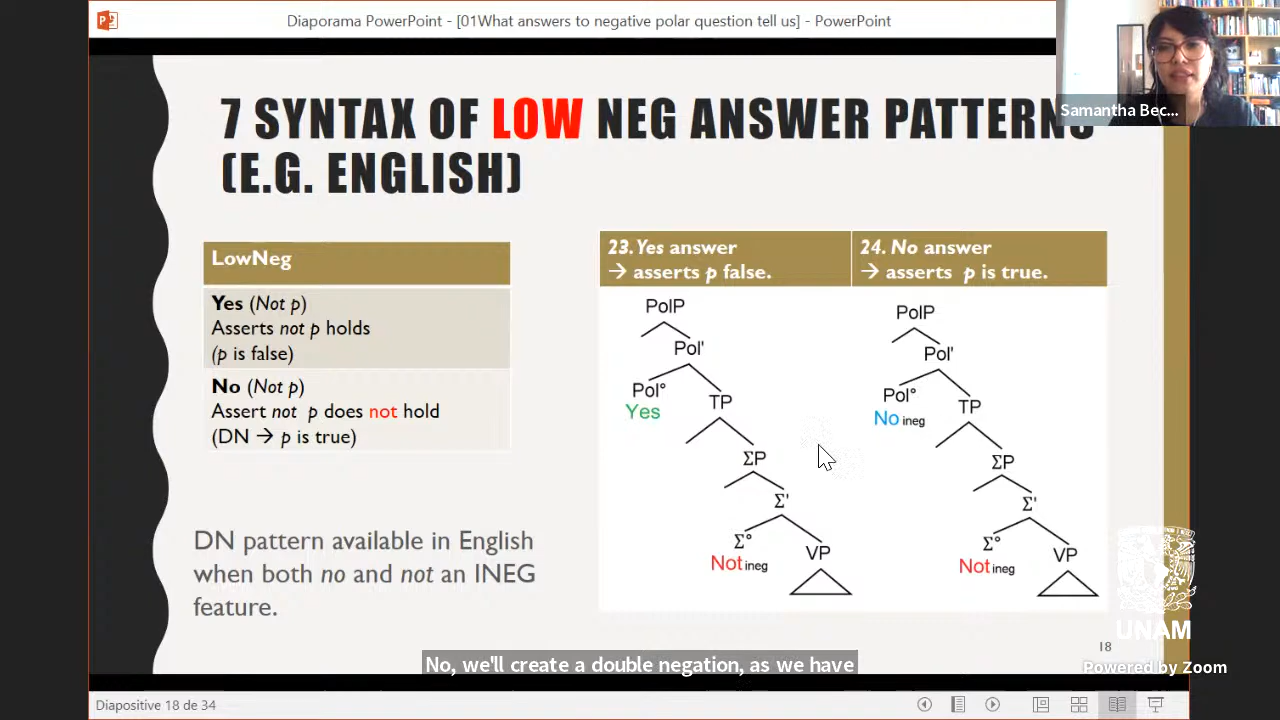 Diaporama PowerPoint - [01What answers to negative polar question tell us] - PowerPoint
Samantha Bec...
7 SYNTAX OF LOW NEG ANSWER PATTERNS
(E.G. ENGLISH)
LowNeg
Yes (Not p)
Asserts not p holds
(p is false)
No (Not p)
Assert not p does not hold
(DN → p is true)
DN pattern available in English
when both no and not an INEG
feature.
23. Yes answer
→ asserts p false.
24. No answer
→ asserts p is true.
PolP
Pol'
Pol°
Yes
TP
ΣP
Σ'
Σ°
Not ineg
VP
PolP
Pol'
Pol°
No ineg
TP
ΣP
Σ'
Σ°
Not ineg
VP
UNAM
18
No, we'll create a double negation, as we have
Powered by Zoom
Diapositive 18 de 34